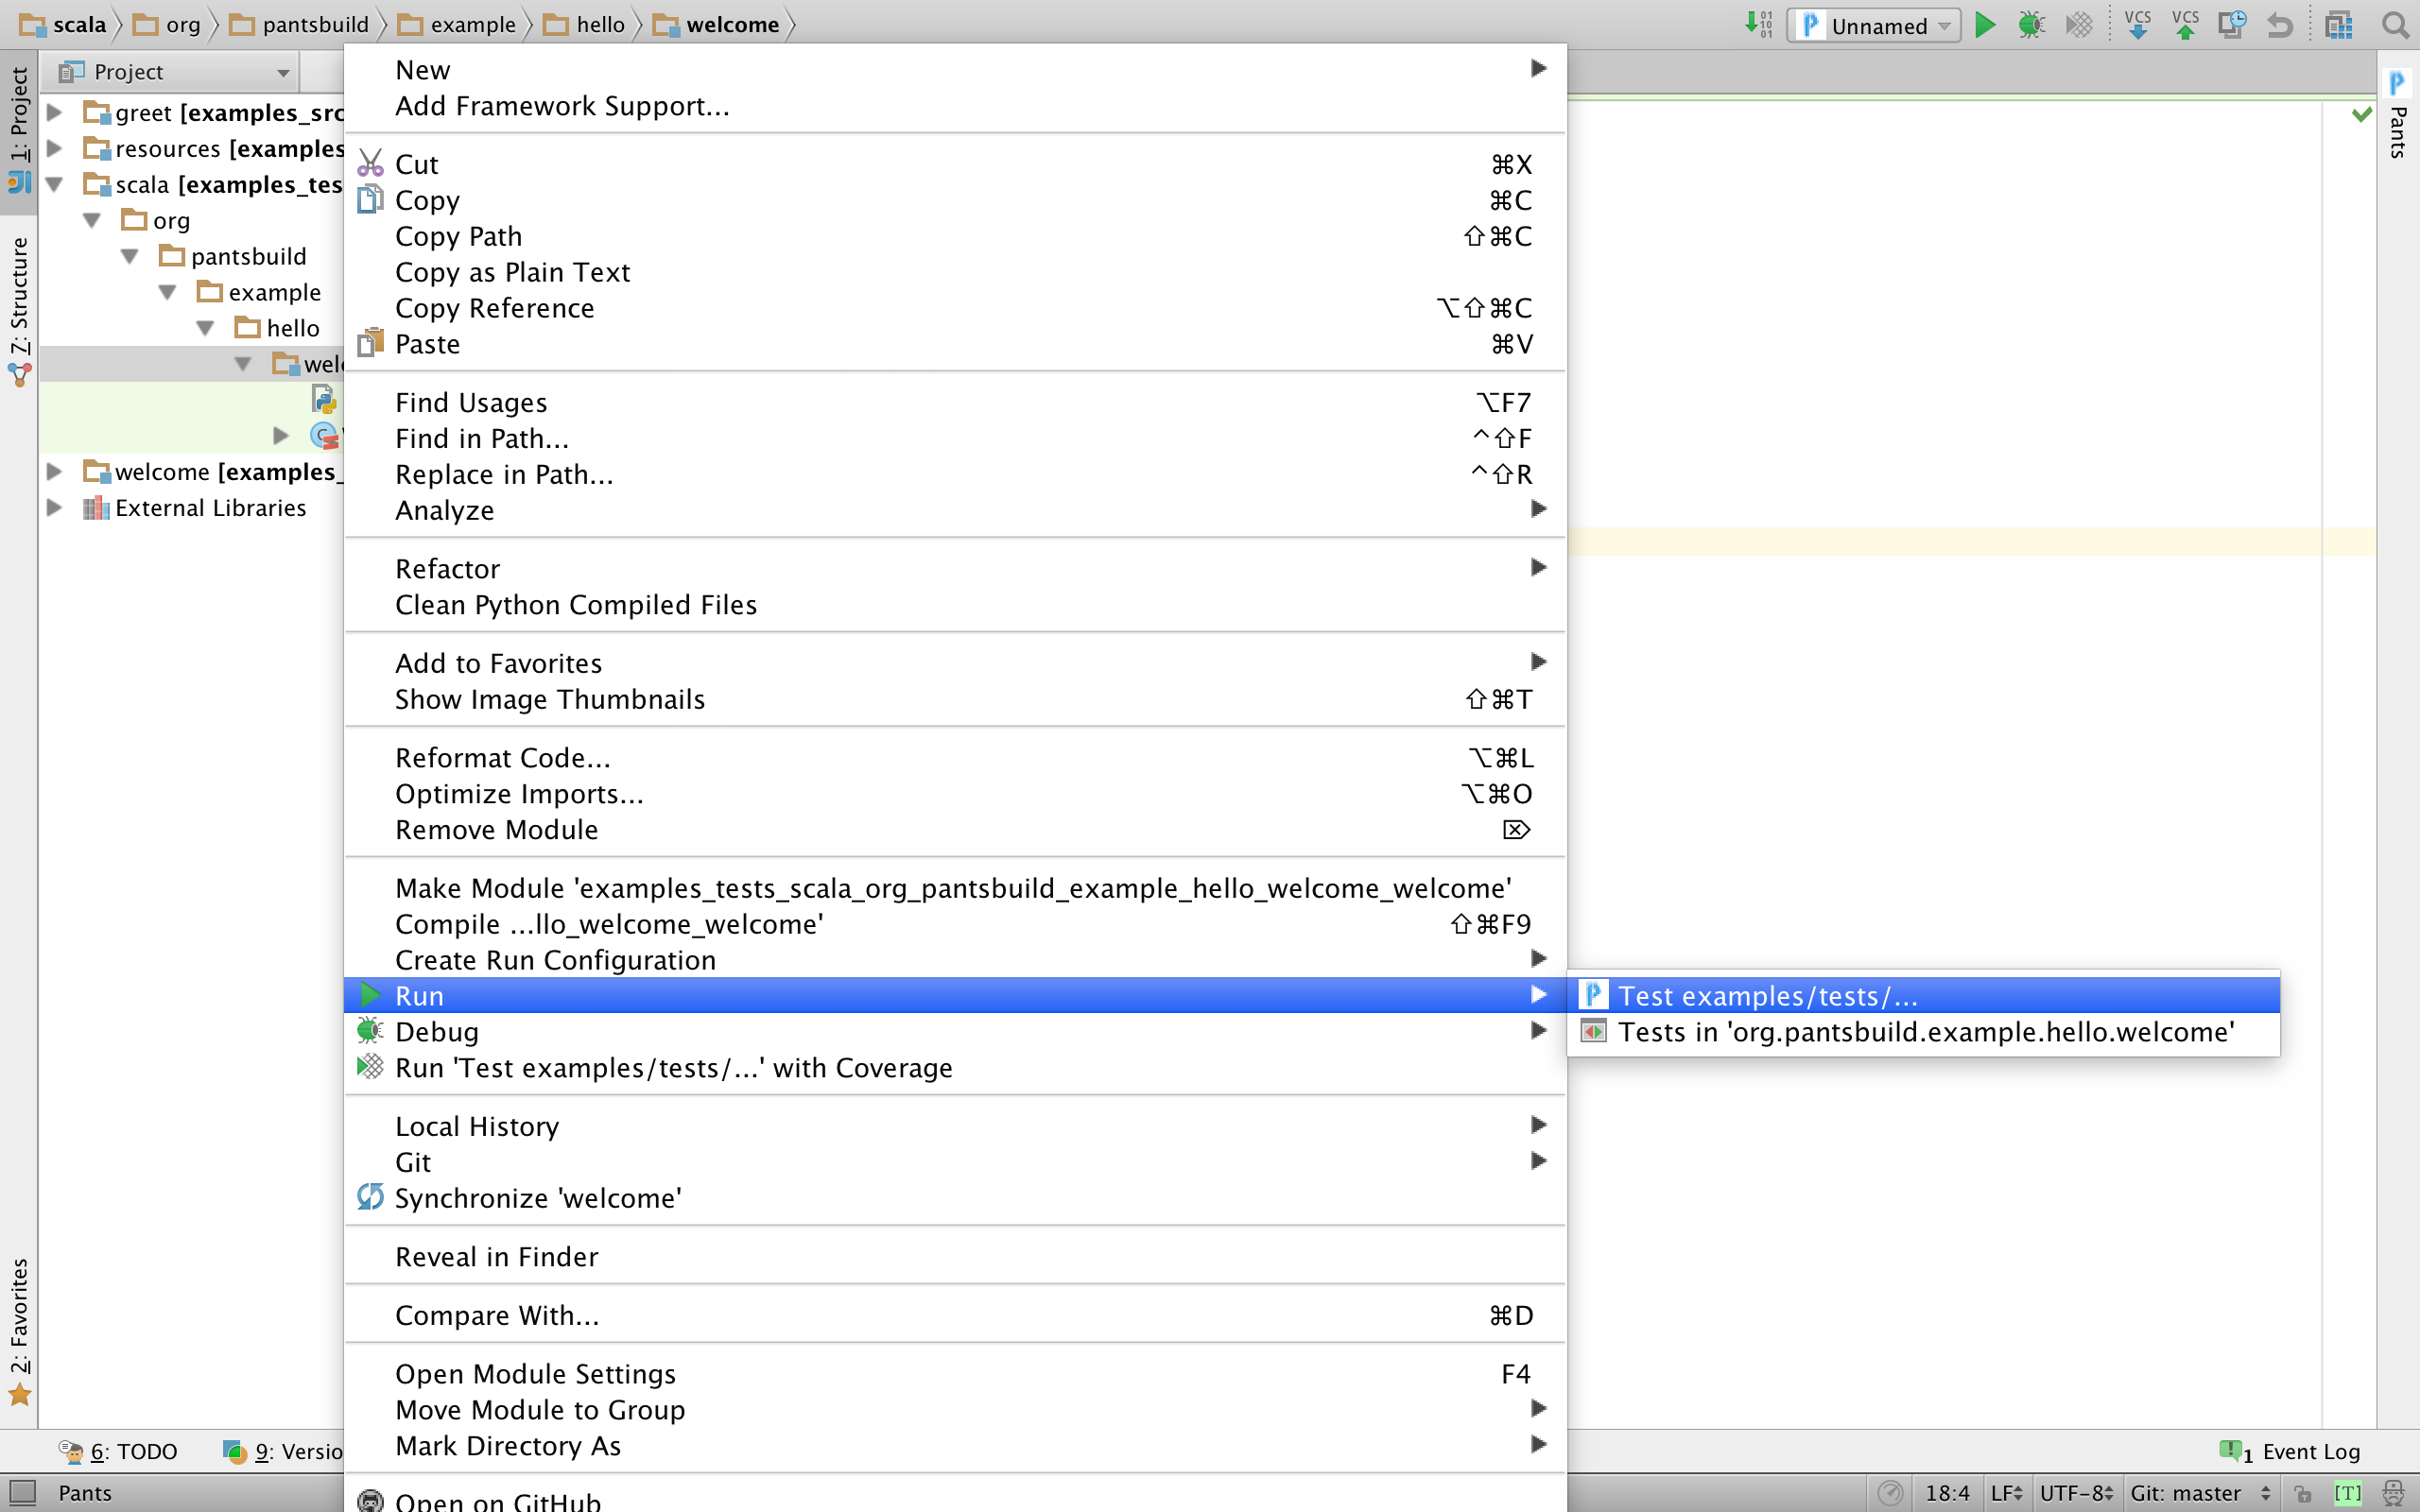 scala org pantsbuild example hello welcome
Unnamed
VCS VCS
1: Project
7: Structure
2: Favorites
Project
greet [examples_src
resources [examples
scala [examples_tes
org
pantsbuild
example
hello
welc
welcome [examples_
External Libraries
New
Add Framework Support...
Cut ⌘X
Copy ⌘C
Copy Path ⇧⌘C
Copy as Plain Text
Copy Reference ⌥⇧⌘C
Paste ⌘V
Find Usages ⌥F7
Find in Path... ^⇧F
Replace in Path... ^⇧R
Analyze
Refactor
Clean Python Compiled Files
Add to Favorites
Show Image Thumbnails ⇧⌘T
Reformat Code... ⌥⌘L
Optimize Imports... ⌥⌘O
Remove Module ⌦
Make Module 'examples_tests_scala_org_pantsbuild_example_hello_welcome_welcome'
Compile ...llo_welcome_welcome' ⇧⌘F9
Create Run Configuration
Run
Test examples/tests/...
Debug
Tests in 'org.pantsbuild.example.hello.welcome'
Run 'Test examples/tests/...' with Coverage
Local History
Git
Synchronize 'welcome'
Reveal in Finder
Compare With... ⌘D
Open Module Settings F4
Move Module to Group
Mark Directory As
Open on GitHub
Pants
6: TODO 9: Versio
1 Event Log
Pants
18:4 LF UTF-8 Git: master [T]